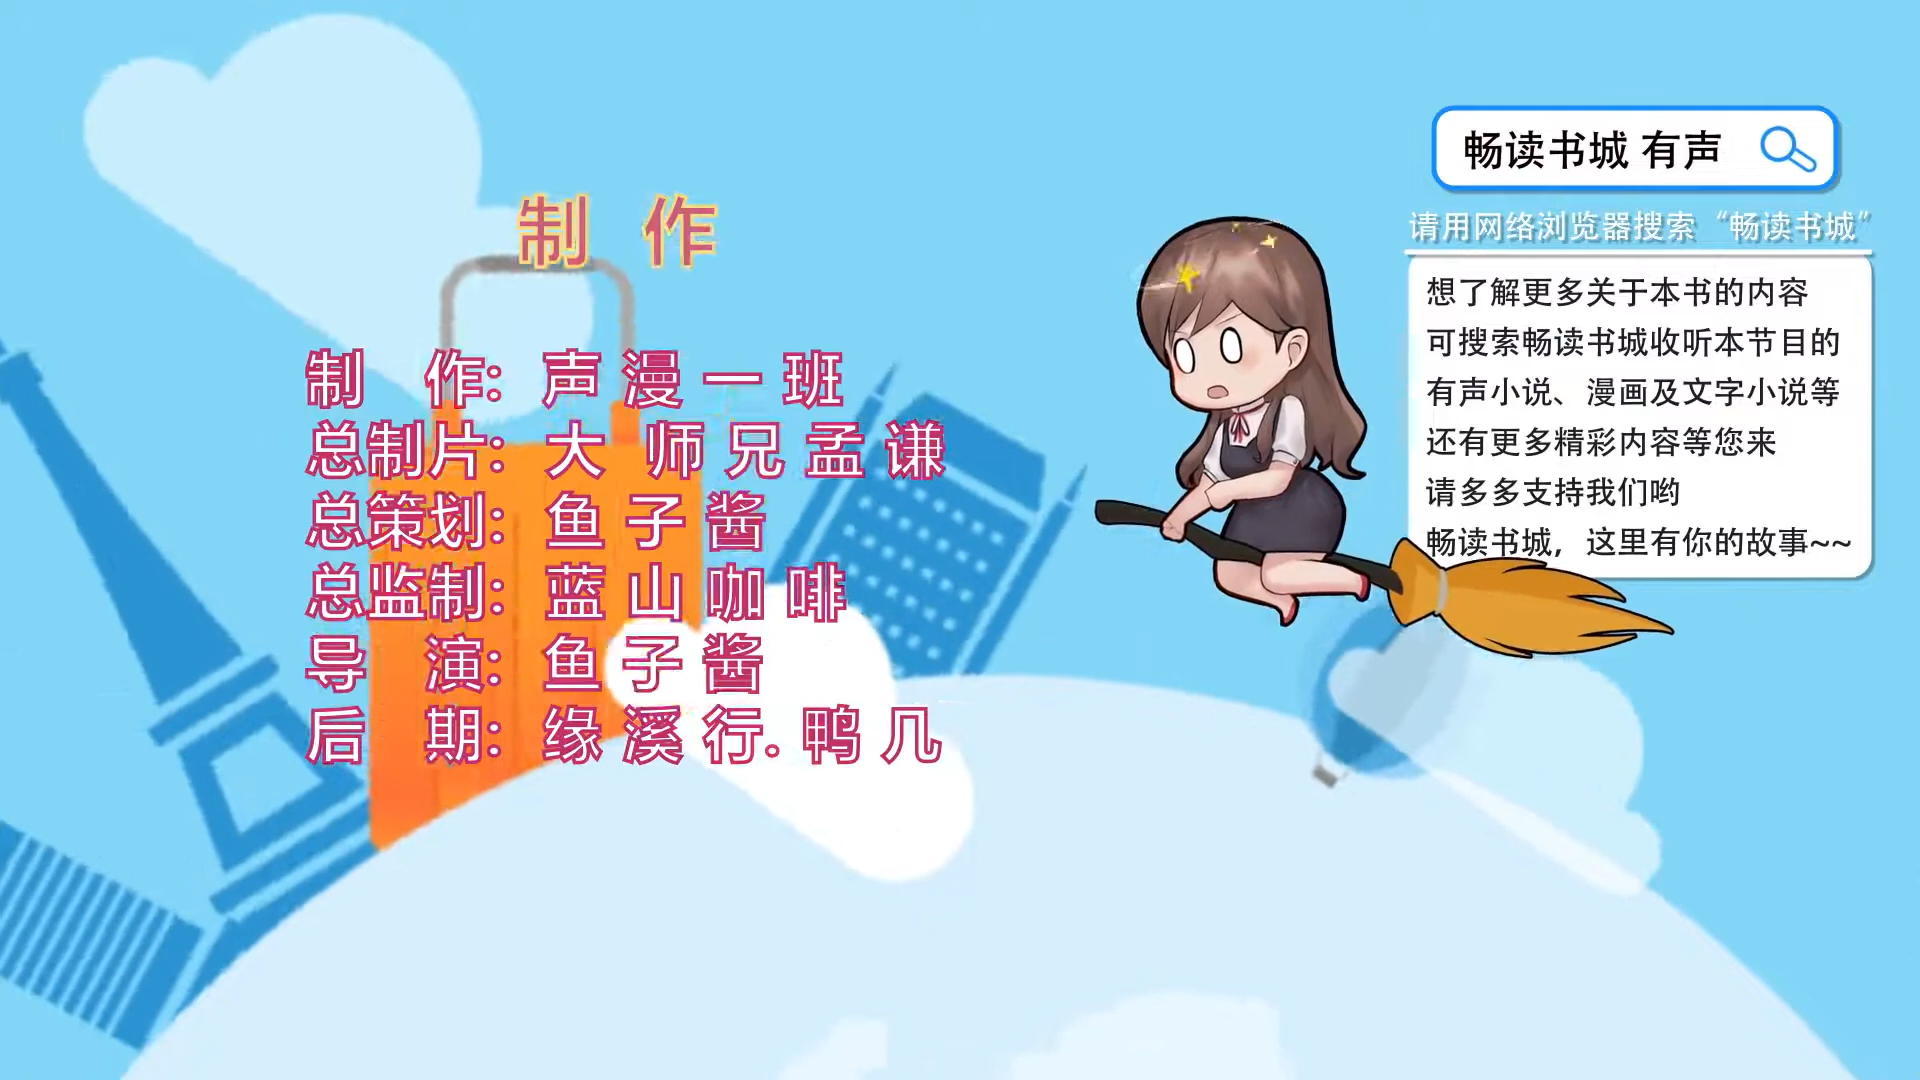 制 作
制 作: 声漫一班
总制片: 大 师兄孟谦
总策划: 鱼子酱
总监制: 蓝山咖啡
导 演: 鱼子酱
后 期: 缘溪行.鸭几
畅读书城 有声
请用网络浏览器搜索“畅读书城”
想了解更多关于本书的内容
可搜索畅读书城收听本节目的
有声小说、漫画及文字小说等
还有更多精彩内容等您来
请多多支持我们哟
畅读书城，这里有你的故事~~